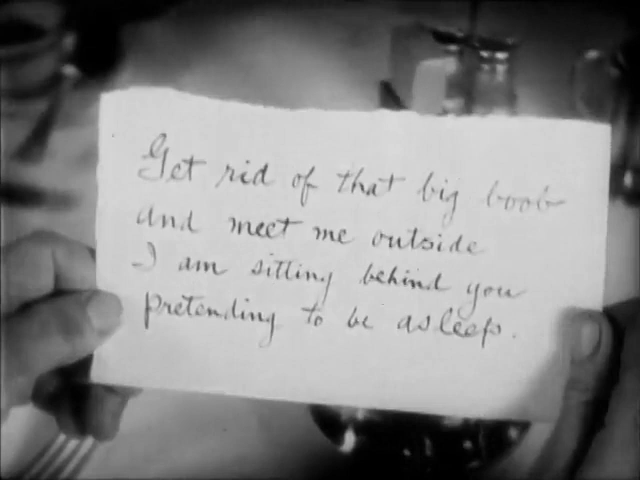 Get rid of that big boob
and meet me outside
I am sitting behind you
pretending to be asleep.